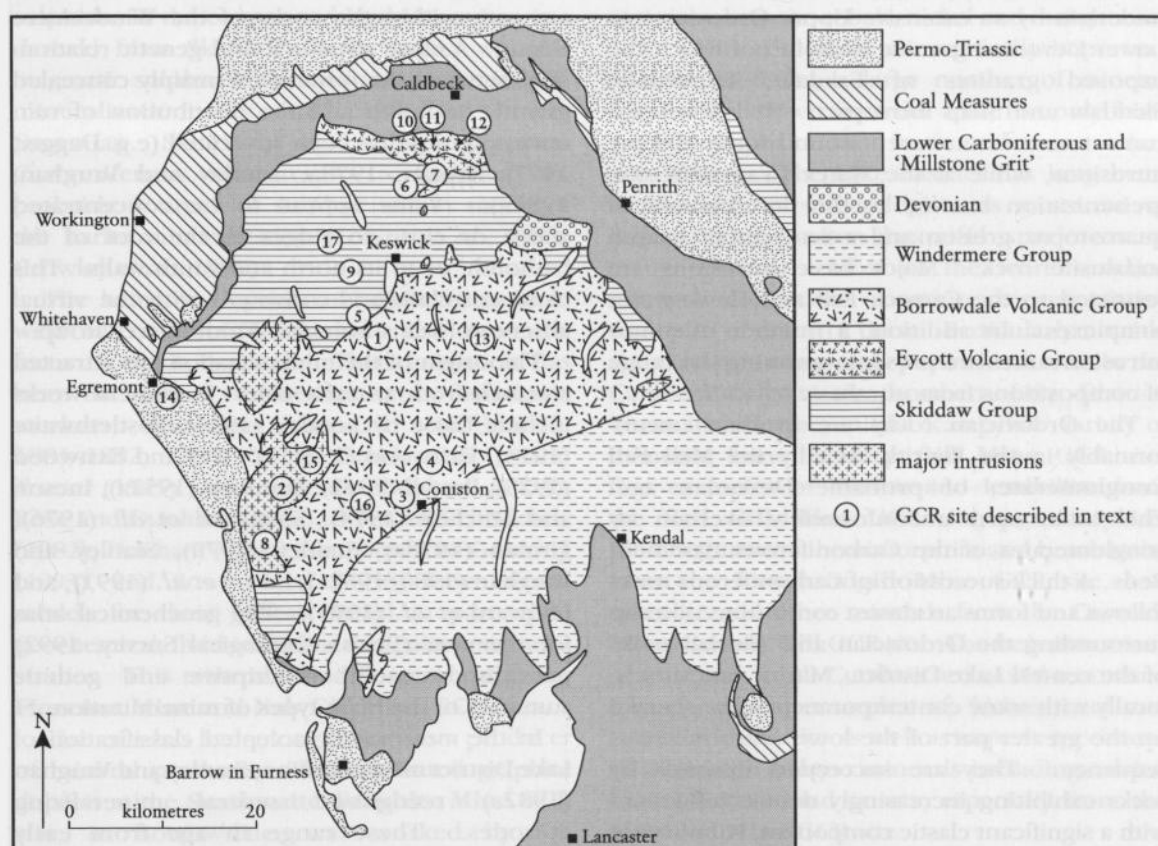 Caldbeck
10 11 12
6
Penrith
Workington
17
Keswick
9
Whitehaven
5
1 13
Egremont
14
15
4
2
3 Coniston
16
Kendal
8
N
Barrow in Furness
0 kilometres 20
Lancaster
Permo-Triassic
Coal Measures
Lower Carboniferous and
'Millstone Grit'
Devonian
Windermere Group
Borrowdale Volcanic Group
Eycott Volcanic Group
Skiddaw Group
major intrusions
1 GCR site described in text